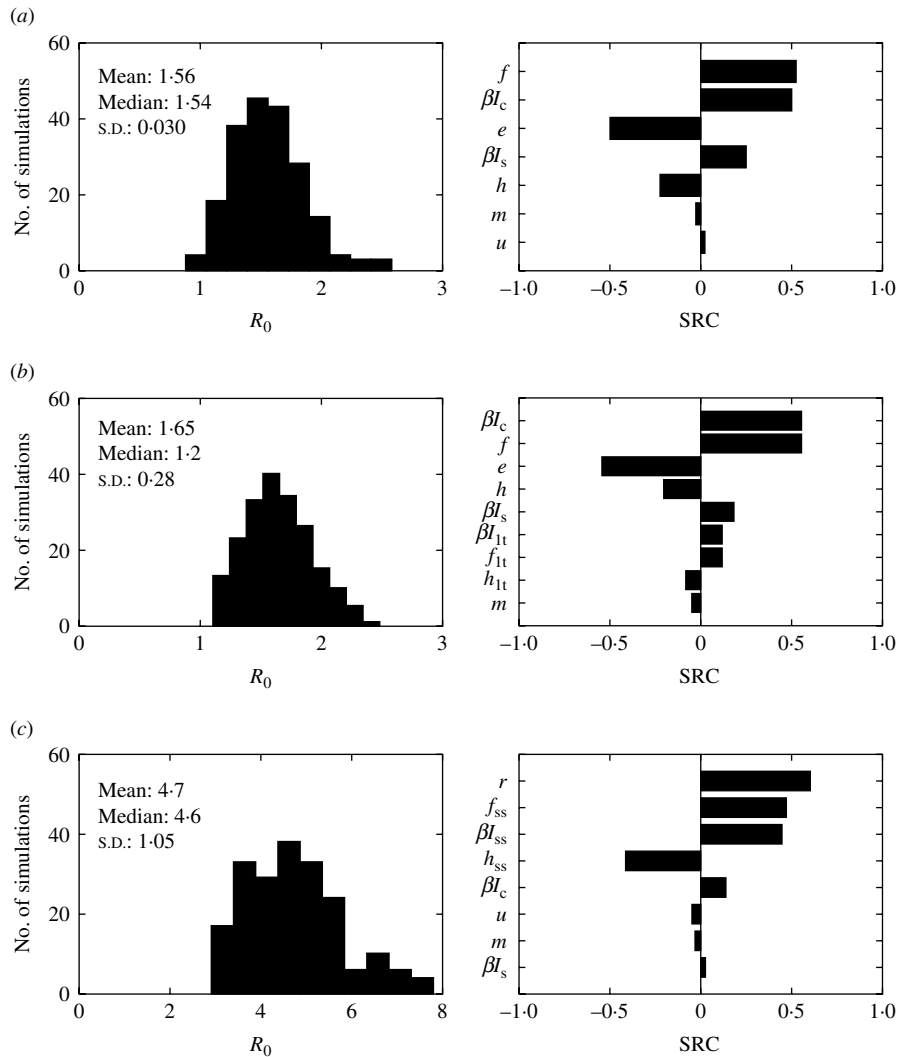 (a)
60
40
20
0
No. of simulations
Mean: 1·56
Median: 1·54
S.D.: 0·030
0 1 2 3
R0
f
βIc
e
βIs
h
m
u
−1·0 −0·5 0 0·5 1·0
SRC
(b)
60
40
20
0
No. of simulations
Mean: 1·65
Median: 1·2
S.D.: 0·28
0 1 2 3
R0
βIc
f
e
h
βIs
βI1t
f1t
h1t
m
−1·0 −0·5 0 0·5 1·0
SRC
(c)
60
40
20
0
No. of simulations
Mean: 4·7
Median: 4·6
S.D.: 1·05
0 2 4 6 8
R0
r
fss
βIss
hss
βIc
u
m
βIs
−1·0 −0·5 0 0·5 1·0
SRC